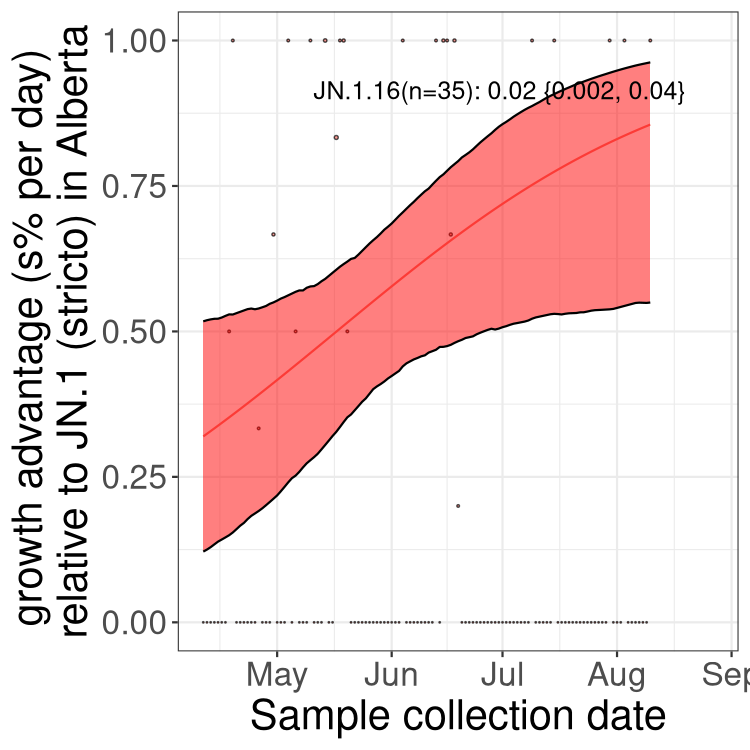 growth advantage (s% per day)
relative to JN.1 (stricto) in Alberta
1.00
0.75
0.50
0.25
0.00
JN.1.16(n=35): 0.02 {0.002, 0.04}
May Jun Jul Aug Sep
Sample collection date